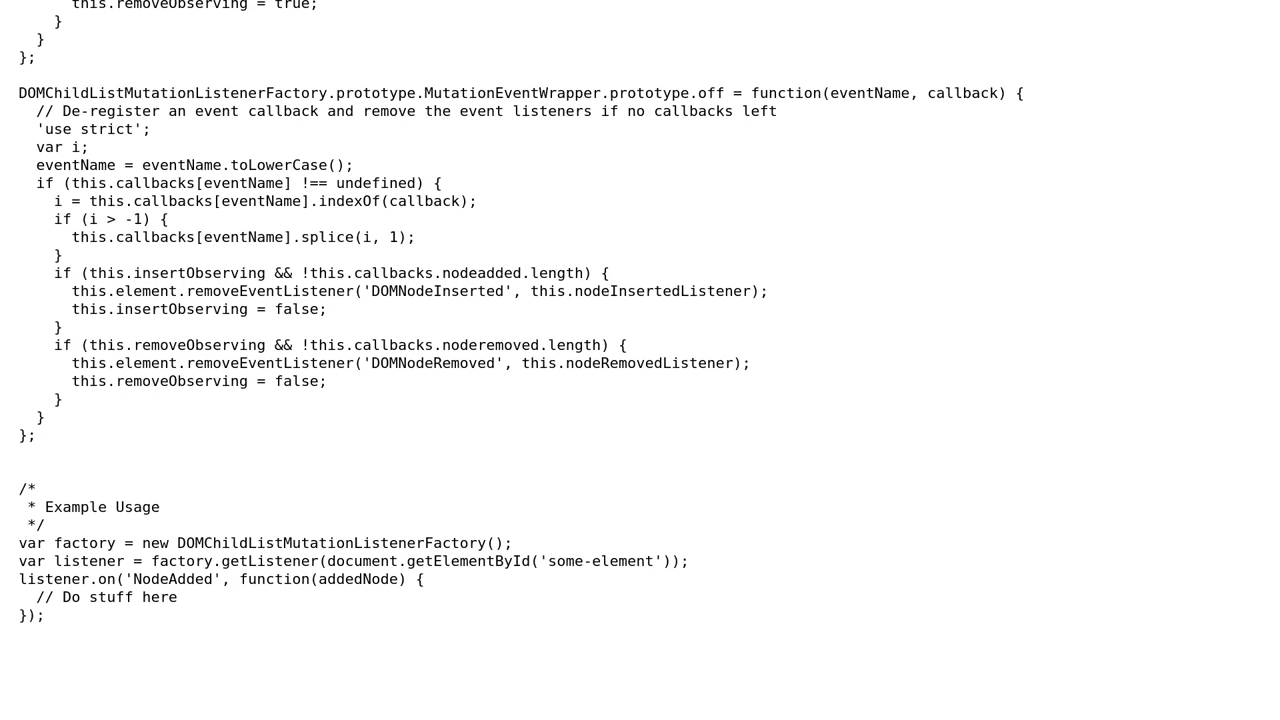 this.removeObserving = true;
    }
  }
};

DOMChildListMutationListenerFactory.prototype.MutationEventWrapper.prototype.off = function(eventName, callback) {
  // De-register an event callback and remove the event listeners if no callbacks left
  'use strict';
  var i;
  eventName = eventName.toLowerCase();
  if (this.callbacks[eventName] !== undefined) {
    i = this.callbacks[eventName].indexOf(callback);
    if (i > -1) {
      this.callbacks[eventName].splice(i, 1);
    }
    if (this.insertObserving && !this.callbacks.nodeadded.length) {
      this.element.removeEventListener('DOMNodeInserted', this.nodeInsertedListener);
      this.insertObserving = false;
    }
    if (this.removeObserving && !this.callbacks.noderemoved.length) {
      this.element.removeEventListener('DOMNodeRemoved', this.nodeRemovedListener);
      this.removeObserving = false;
    }
  }
};


/*
 * Example Usage
 */
var factory = new DOMChildListMutationListenerFactory();
var listener = factory.getListener(document.getElementById('some-element'));
listener.on('NodeAdded', function(addedNode) {
  // Do stuff here
});